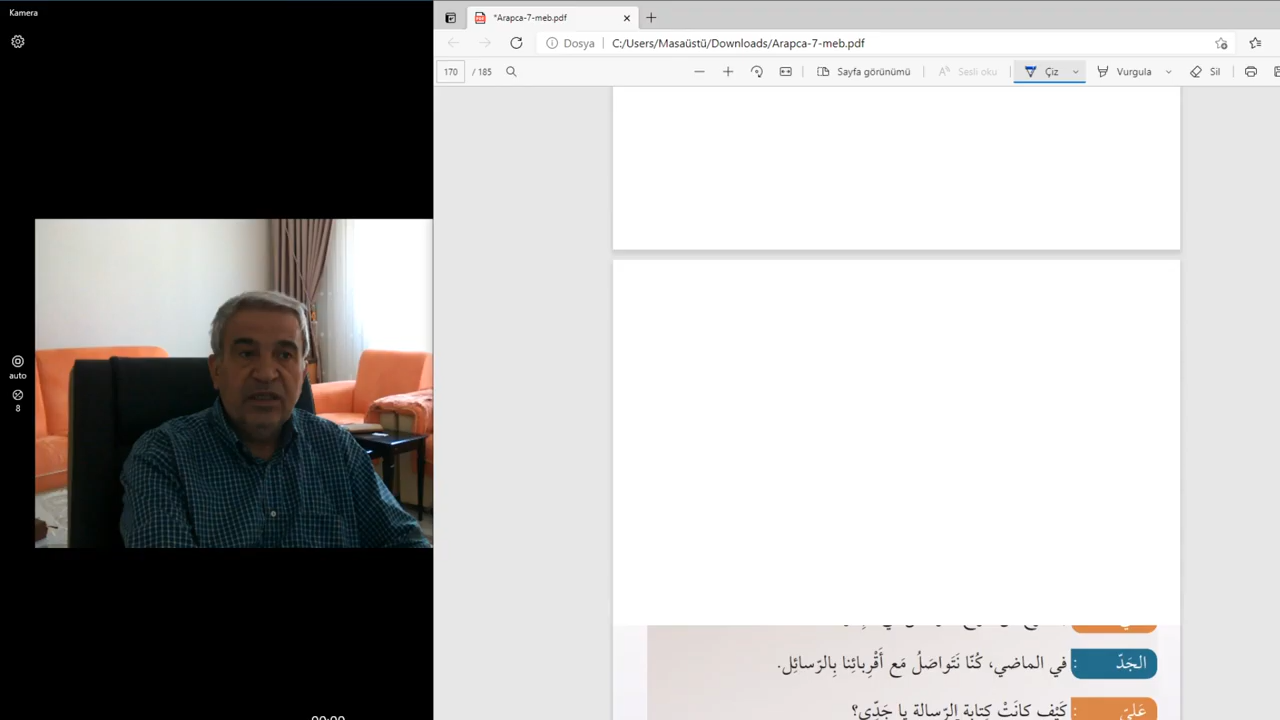 Kamera
*Arapca-7-meb.pdf
Dosya
C:/Users/Masaüstü/Downloads/Arapca-7-meb.pdf
170 / 185
Sayfa görünümü
Sesli oku
Çiz
Vurgula
Sil
auto
8
الجَدّ : في الماضي، كُنّا نَتَواصَلُ مَع أَقْرِبائِنا بِالرَسائِل.
عَلِيّ : كَيْف كانَتْ كِتابة الرِسالة يا جَدّي؟